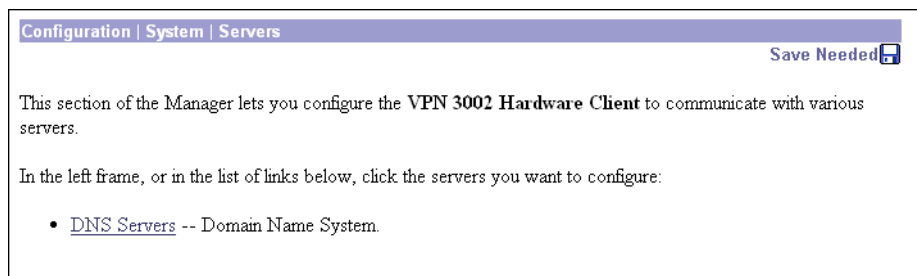 Configuration | System | Servers
Save Needed
This section of the Manager lets you configure the VPN 3002 Hardware Client to communicate with various
servers.
In the left frame, or in the list of links below, click the servers you want to configure:
• DNS Servers -- Domain Name System.